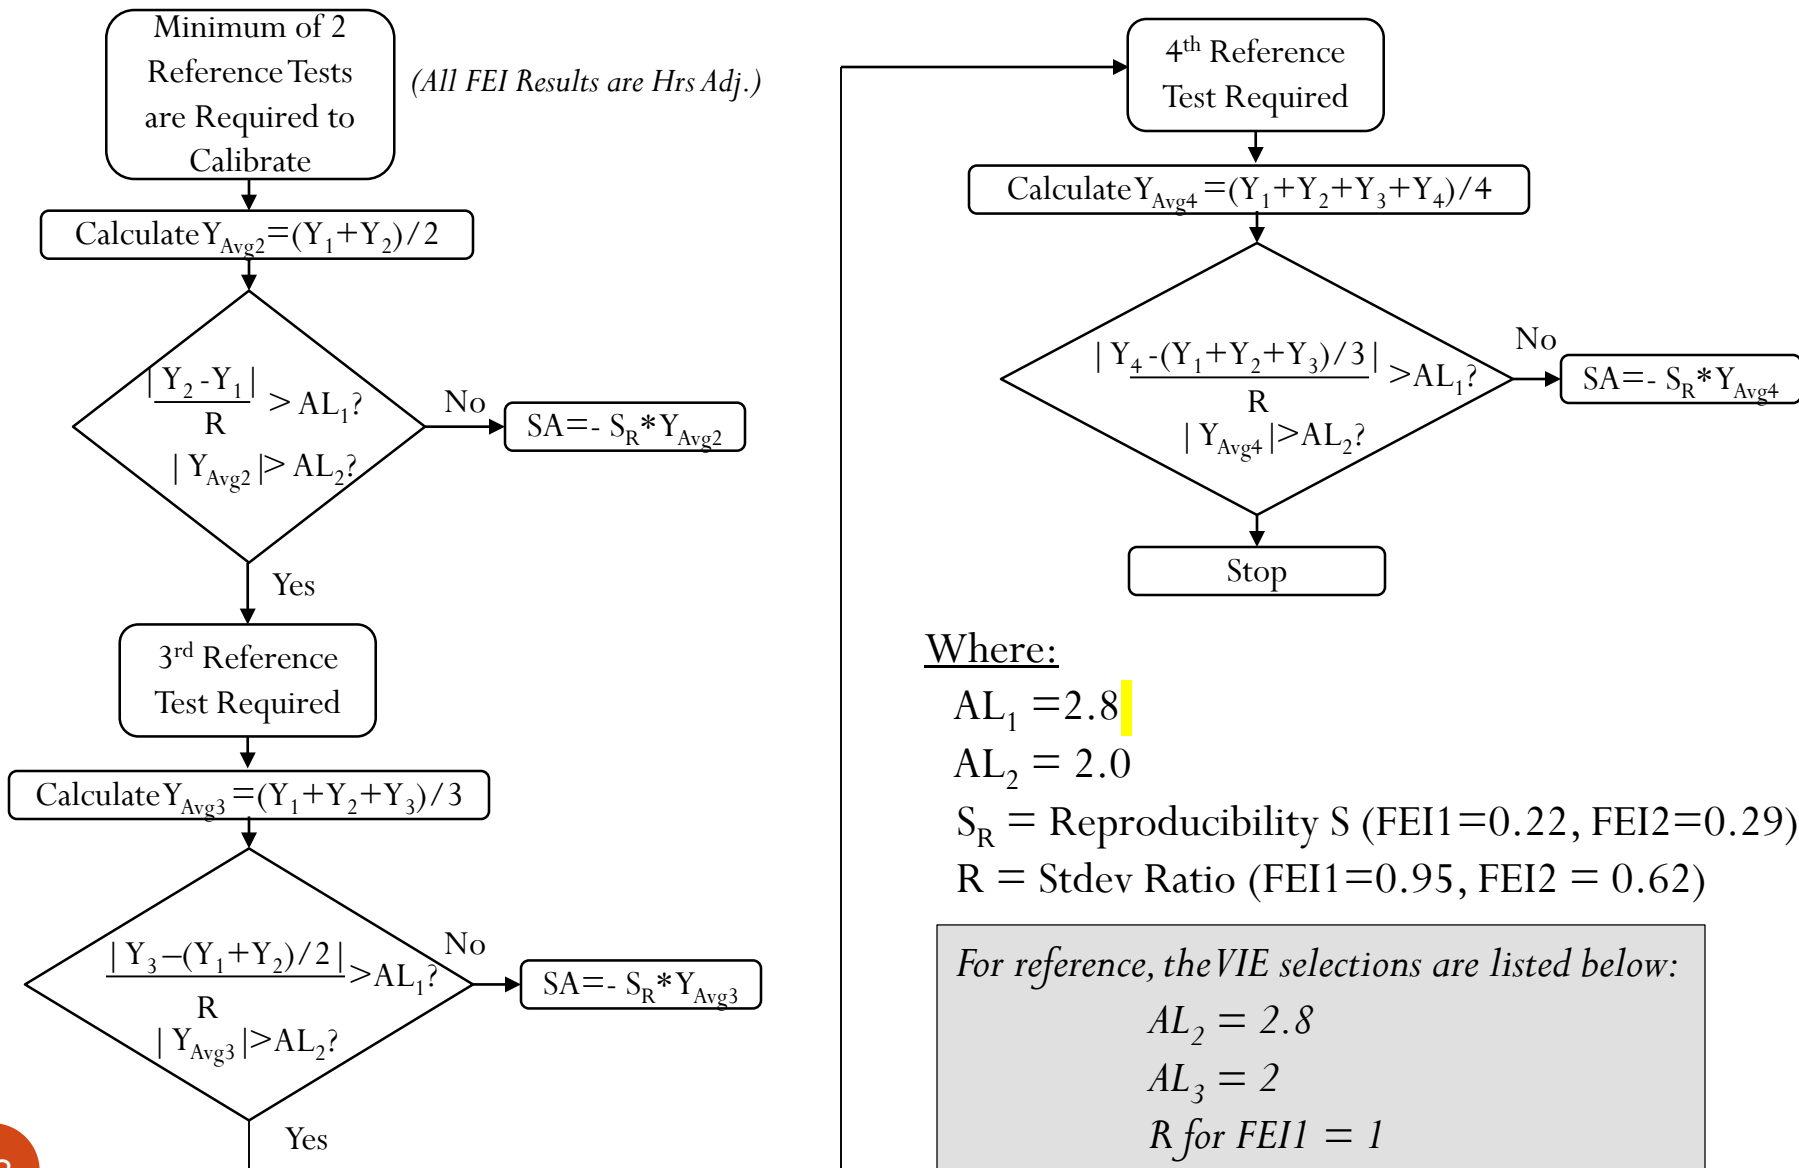 Minimum of 2
Reference Tests
are Required to
Calibrate
(All FEI Results are Hrs Adj.)
Calculate Y_Avg2=(Y_1+Y_2)/2
|Y_2 -Y_1|
R
> AL_1?
| Y_Avg2 |> AL_2?
No
SA=- S_R*Y_Avg2
Yes
3rd Reference
Test Required
Calculate Y_Avg3 =(Y_1+Y_2+Y_3)/3
| Y_3–(Y_1+Y_2)/2|
R
>AL_1?
| Y_Avg3 |>AL_2?
No
SA=- S_R*Y_Avg3
Yes
4th Reference
Test Required
Calculate Y_Avg4 =(Y_1+Y_2+Y_3+Y_4)/4
| Y_4 -(Y_1+Y_2+Y_3)/3|
R
>AL_1?
| Y_Avg4 |>AL_2?
No
SA=- S_R*Y_Avg4
Stop
Where:
AL_1 =2.8
AL_2 = 2.0
S_R = Reproducibility S (FEI1=0.22, FEI2=0.29)
R = Stdev Ratio (FEI1=0.95, FEI2 = 0.62)
For reference, the VIE selections are listed below:
AL_2 = 2.8
AL_3 = 2
R for FEI1 = 1